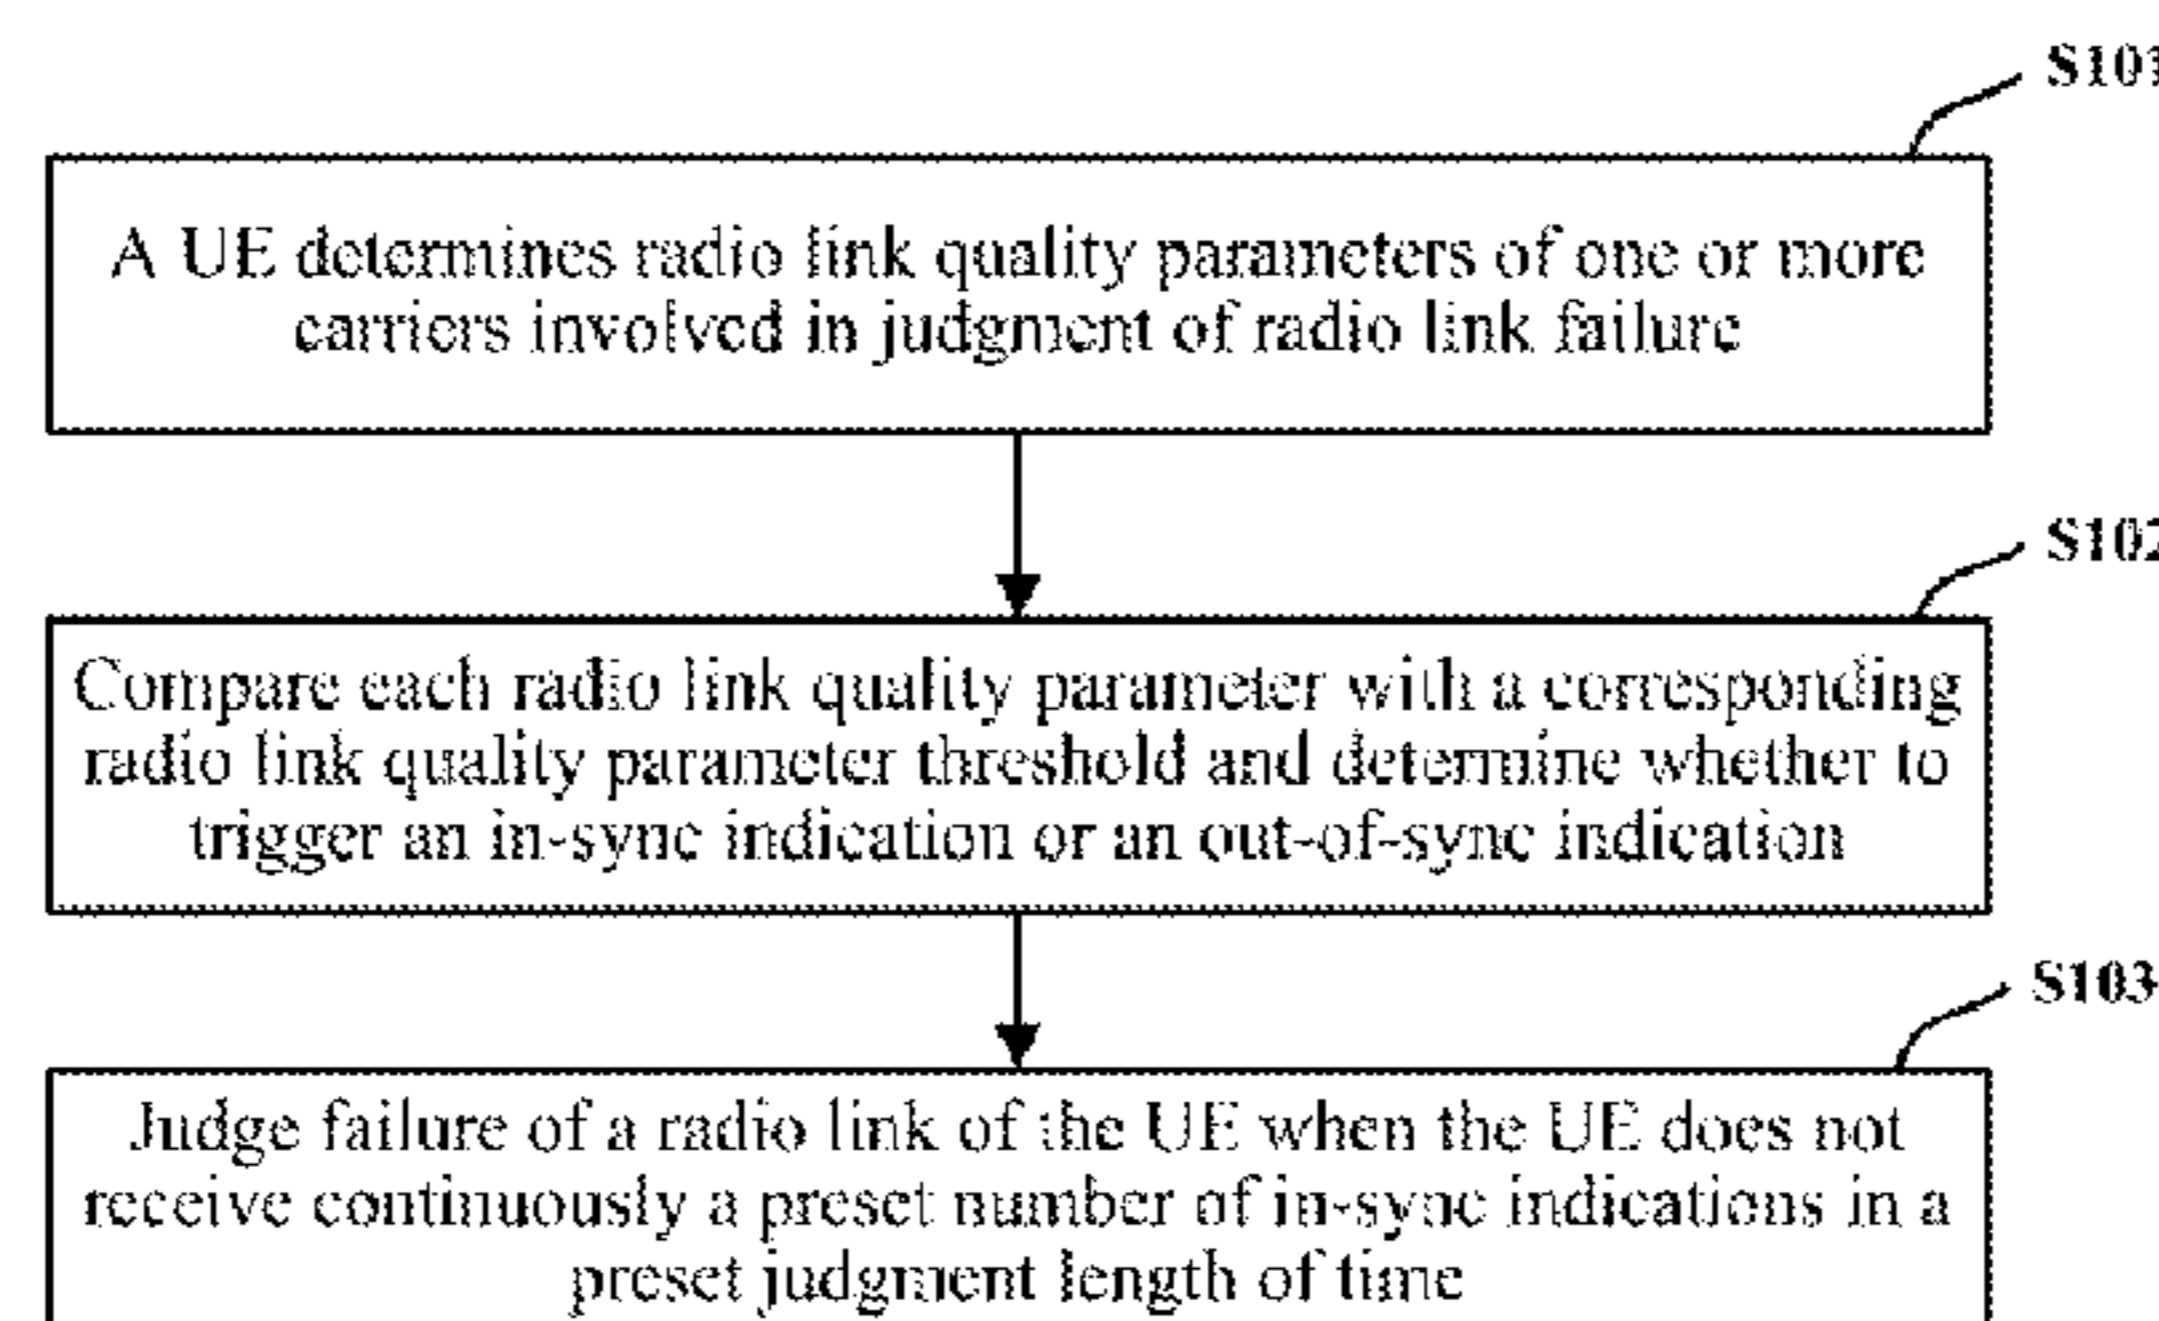 S101
A UE determines radio link quality parameters of one or more
carriers involved in judgment of radio link failure
S102
Compare each radio link quality parameter with a corresponding
radio link quality parameter threshold and determine whether to
trigger an in-sync indication or an out-of-sync indication
S103
Judge failure of a radio link of the UE when the UE does not
receive continuously a preset number of in-sync indications in a
preset judgment length of time